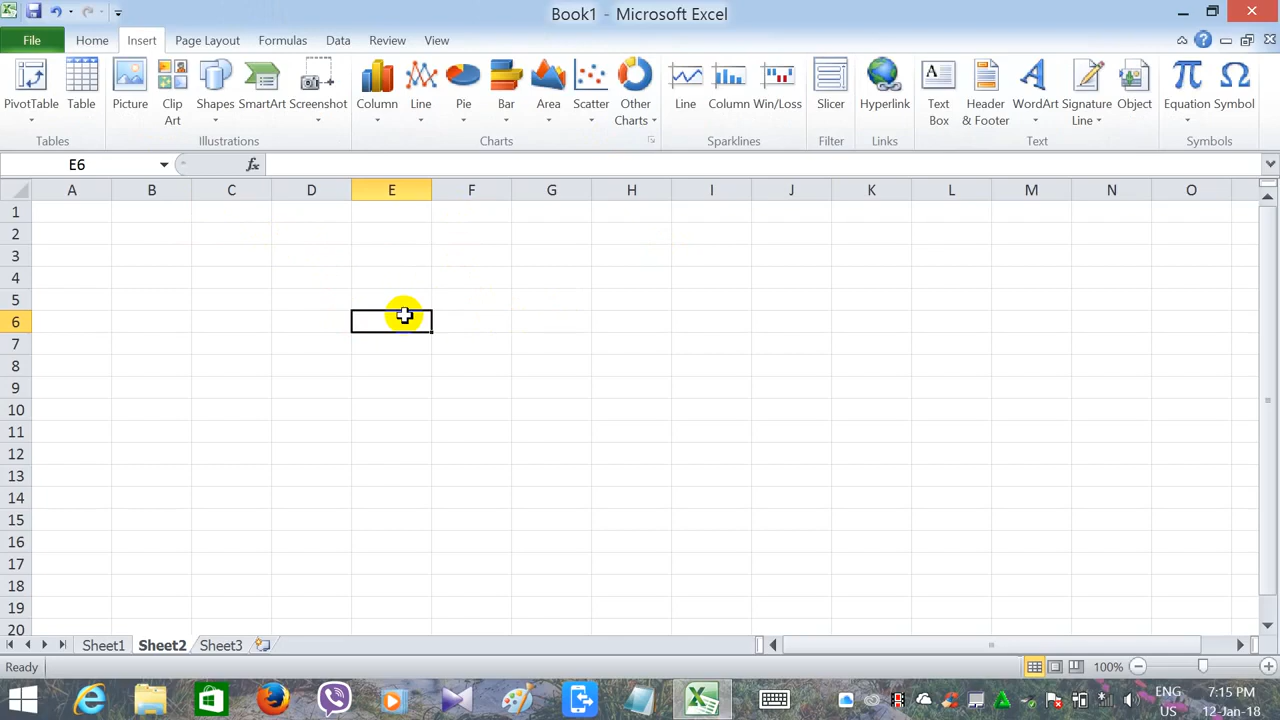 Book1 - Microsoft Excel
File Home Insert Page Layout Formulas Data Review View
PivotTable Table Picture Clip Art Shapes SmartArt Screenshot Column Line Pie Bar Area Scatter Other Charts Line Column Win/Loss Slicer Hyperlink Text Box Header & Footer WordArt Signature Line Object Equation Symbol
Tables Illustrations Charts Sparklines Filter Links Text Symbols
E6 fx
A B C D E F G H I J K L M N O
1
2
3
4
5
6
7
8
9
10
11
12
13
14
15
16
17
18
19
20
Sheet1 Sheet2 Sheet3
Ready 100%
ENG 7:15 PM
US 12-Jan-18